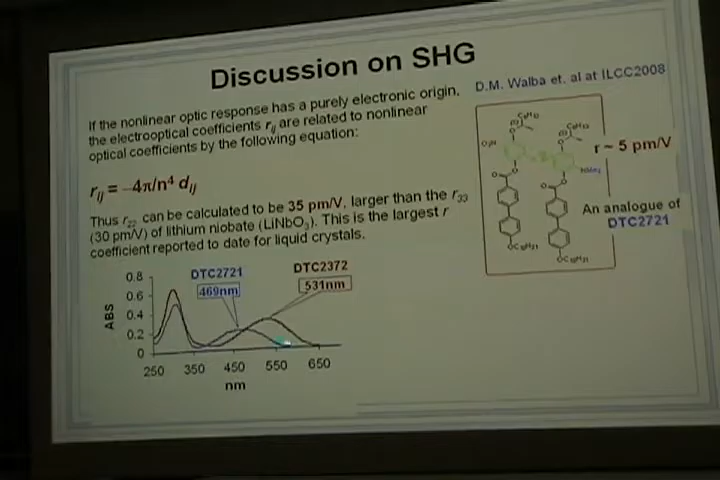 Discussion on SHG
D.M. Walba et. al at ILCC2008
If the nonlinear optic response has a purely electronic origin,
the electrooptical coefficients rij are related to nonlinear
optical coefficients by the following equation:
rij = –4π/n⁴ dij
Thus r22 can be calculated to be 35 pm/V, larger than the r33
(30 pm/V) of lithium niobate (LiNbO3). This is the largest r
coefficient reported to date for liquid crystals.
r ~ 5 pm/V
An analogue of
DTC2721
DTC2721
469nm
DTC2372
531nm
ABS
0.8
0.6
0.4
0.2
0
250 350 450 550 650
nm